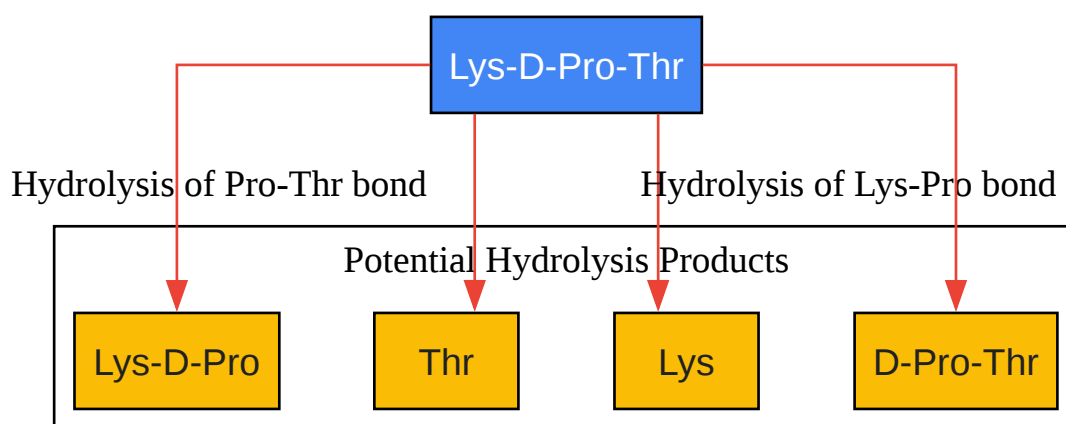 Lys-D-Pro-Thr
Hydrolysis of Pro-Thr bond
Hydrolysis of Lys-Pro bond
Potential Hydrolysis Products
Lys-D-Pro
Thr
Lys
D-Pro-Thr